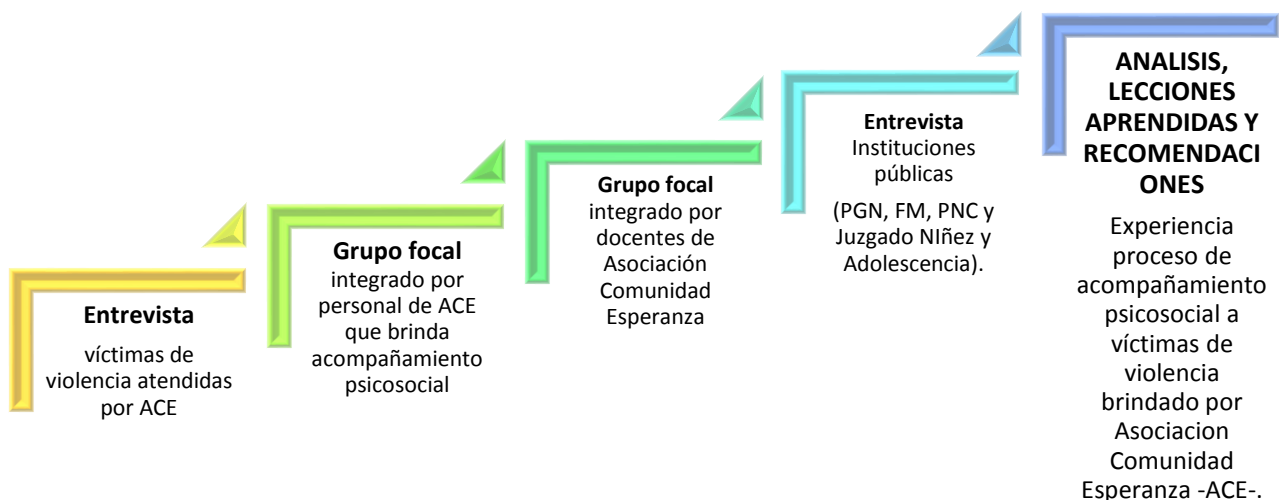 Entrevista
víctimas de
violencia atendidas
por ACE
Grupo focal
integrado por
personal de ACE
que brinda
acompañamiento
psicosocial
Grupo focal
integrado por
docentes de
Asociación
Comunidad
Esperanza
Entrevista
Instituciones
públicas
(PGN, FM, PNC y
Juzgado NIñez y
Adolescencia).
ANALISIS,
LECCIONES
APRENDIDAS Y
RECOMENDACI
ONES
Experiencia
proceso de
acompañamiento
psicosocial a
víctimas de
violencia
brindado por
Asociacion
Comunidad
Esperanza -ACE-.